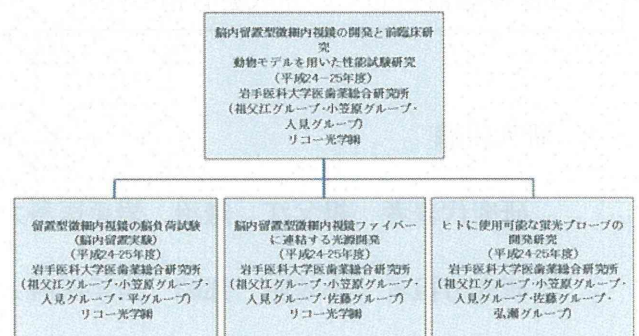 脳内留置型微細内視鏡の開発と前臨床研
究
動物モデルを用いた性能試験研究
(平成24-25年度)
岩手医科大学医歯薬総合研究所
(祖父江グループ・小笠原グループ・
人見グループ)
リコー光学㈱
留置型微細内視鏡の脳負荷試験
(脳内留置実験)
(平成24-25年度)
岩手医科大学医歯薬総合研究所
(祖父江グループ・小笠原グループ・
人見グループ・平グループ)
リコー光学㈱
脳内留置型微細内視鏡ファイバー
に連結する光源開発
(平成24-25年度)
岩手医科大学医歯薬総合研究所
(祖父江グループ・小笠原グループ・
人見グループ・佐藤グループ)
リコー光学㈱
ヒトに使用可能な蛍光プローブの
開発研究
(平成24-25年度)
岩手医科大学医歯薬総合研究所
(祖父江グループ・小笠原グループ・
人見グループ・佐藤グループ・
弘瀬グループ)